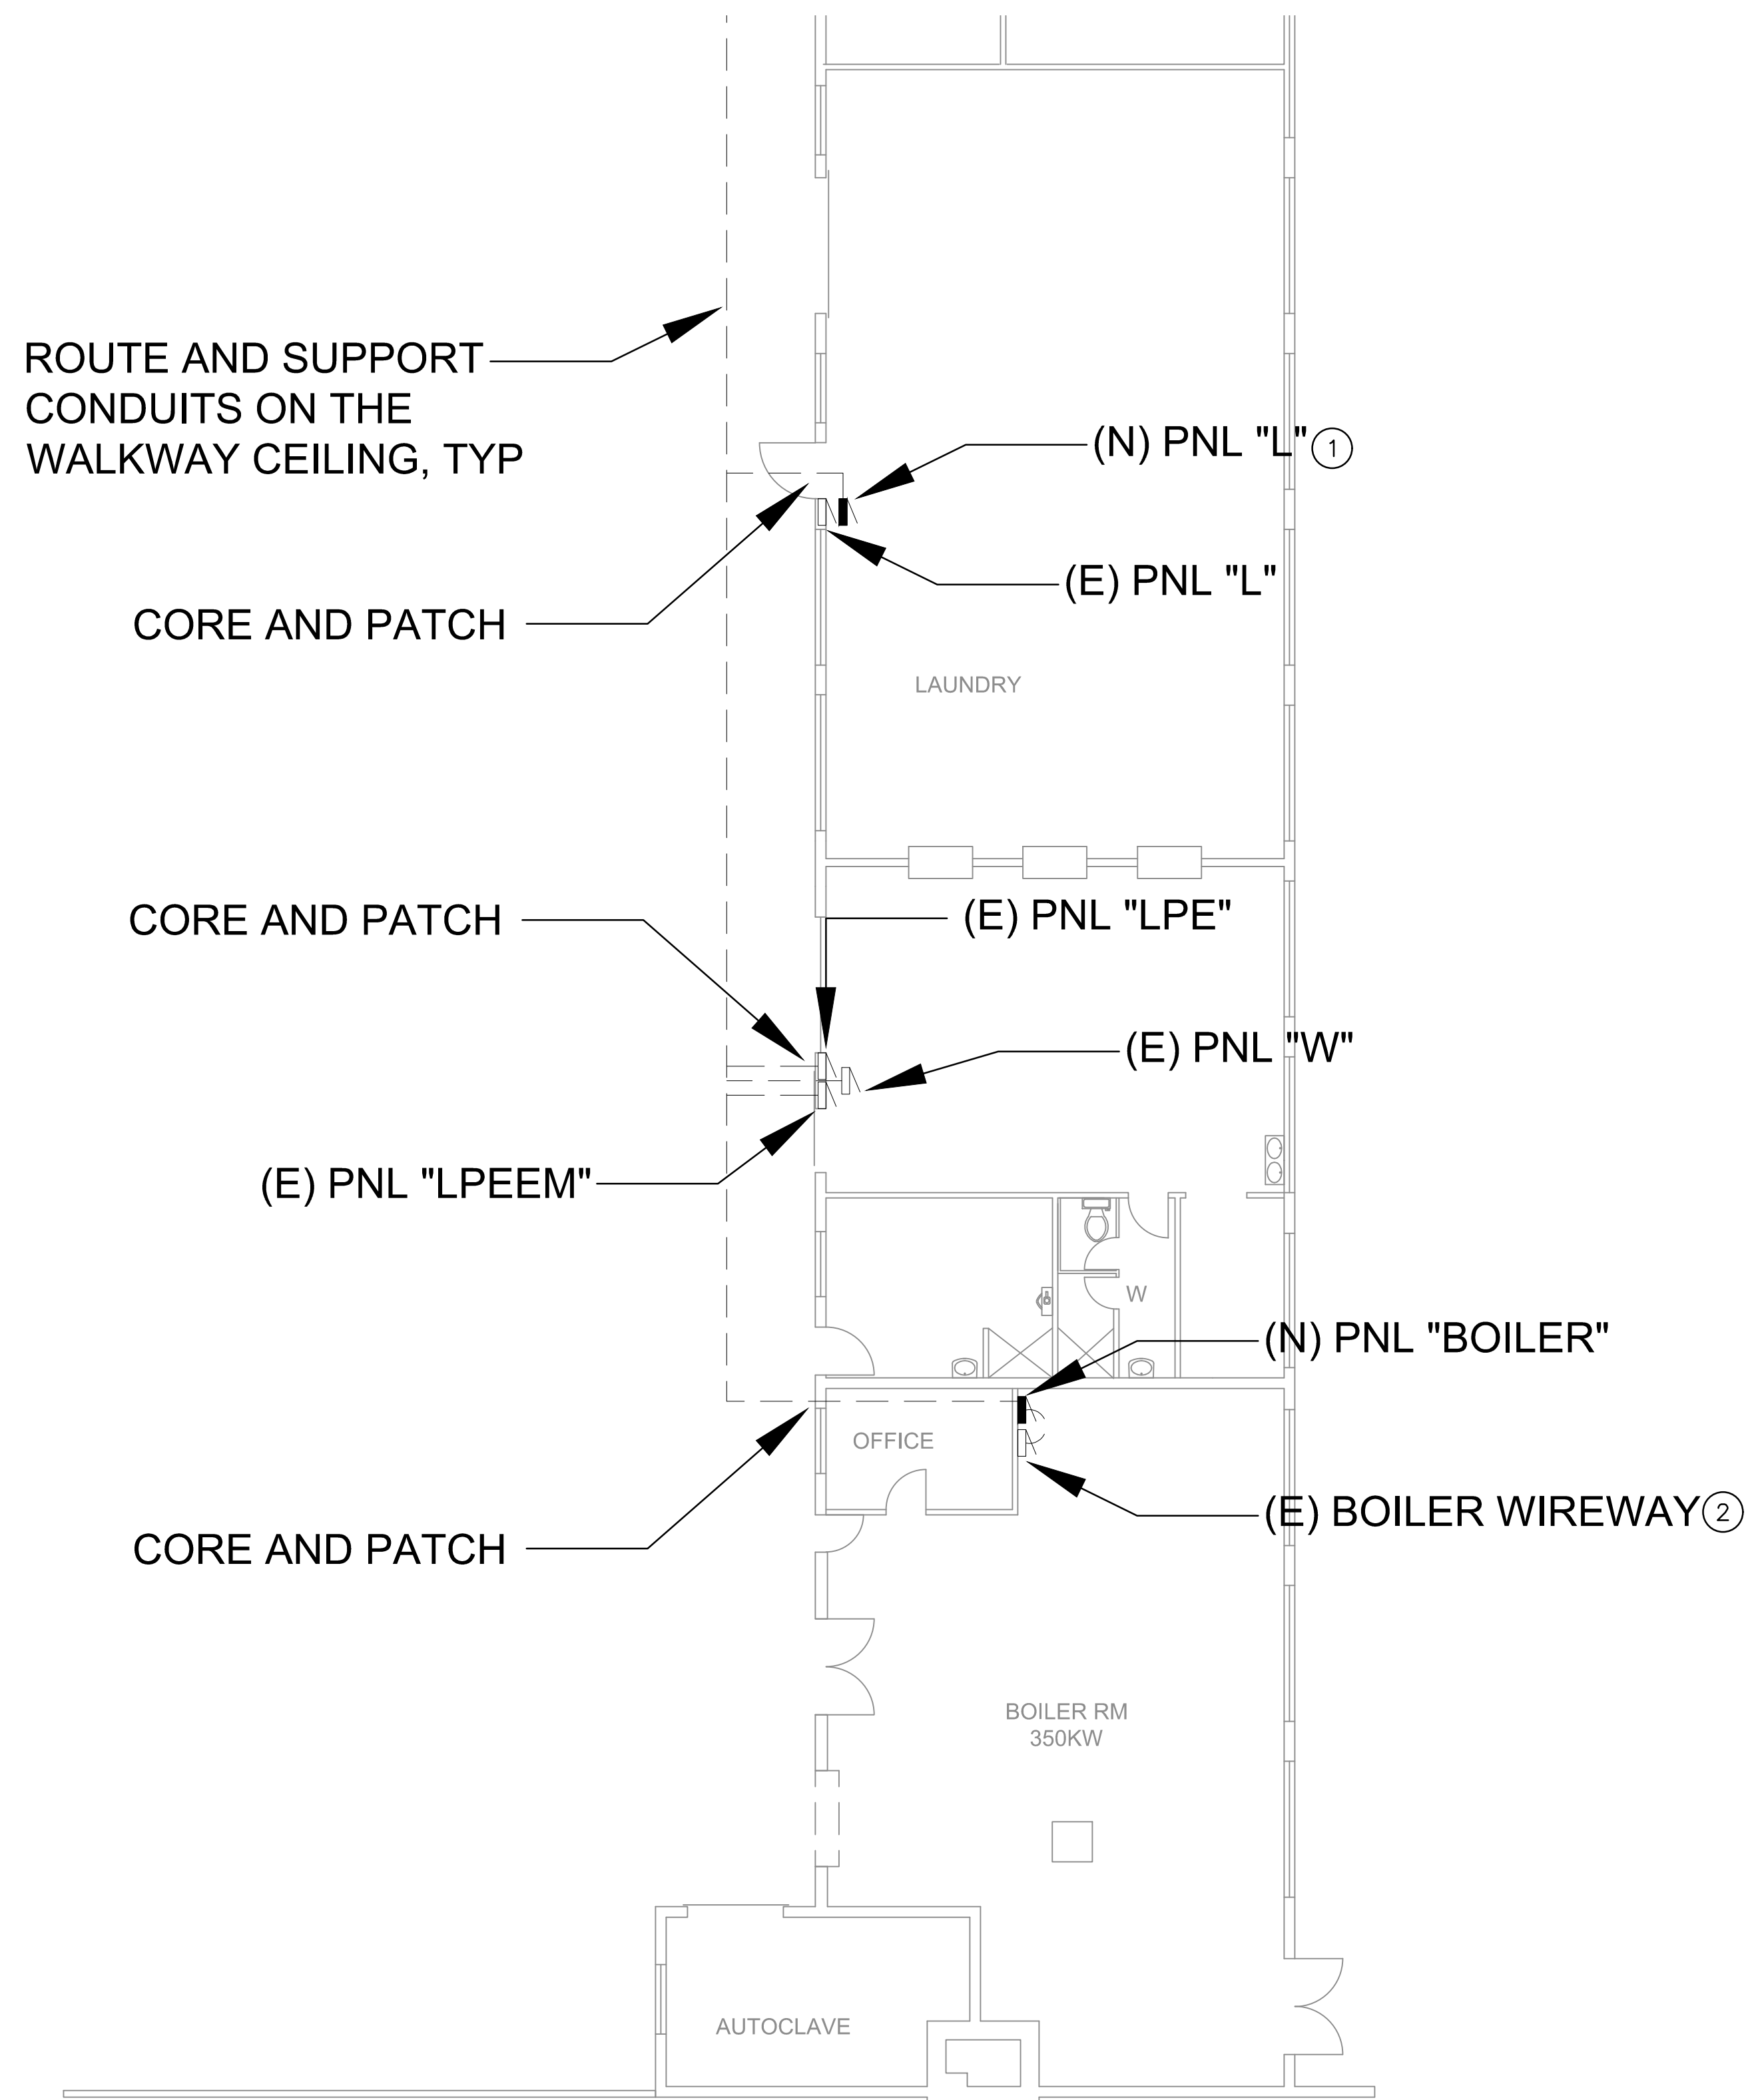 ROUTE AND SUPPORT
CONDUITS ON THE
WALKWAY CEILING, TYP
(N) PNL "L" 1
(E) PNL "L"
CORE AND PATCH
LAUNDRY
CORE AND PATCH
(E) PNL "LPE"
(E) PNL "W"
(E) PNL "LPEEM"
W
(N) PNL "BOILER"
OFFICE
(E) BOILER WIREWAY 2
CORE AND PATCH
BOILER RM
350KW
AUTOCLAVE